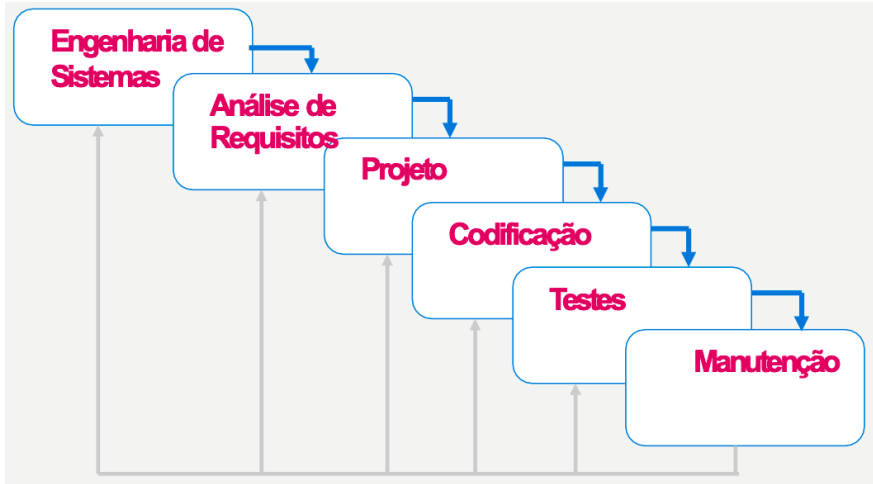 Engenharia de
Sistemas
Análise de
Requisitos
Projeto
Codificação
Testes
Manutenção